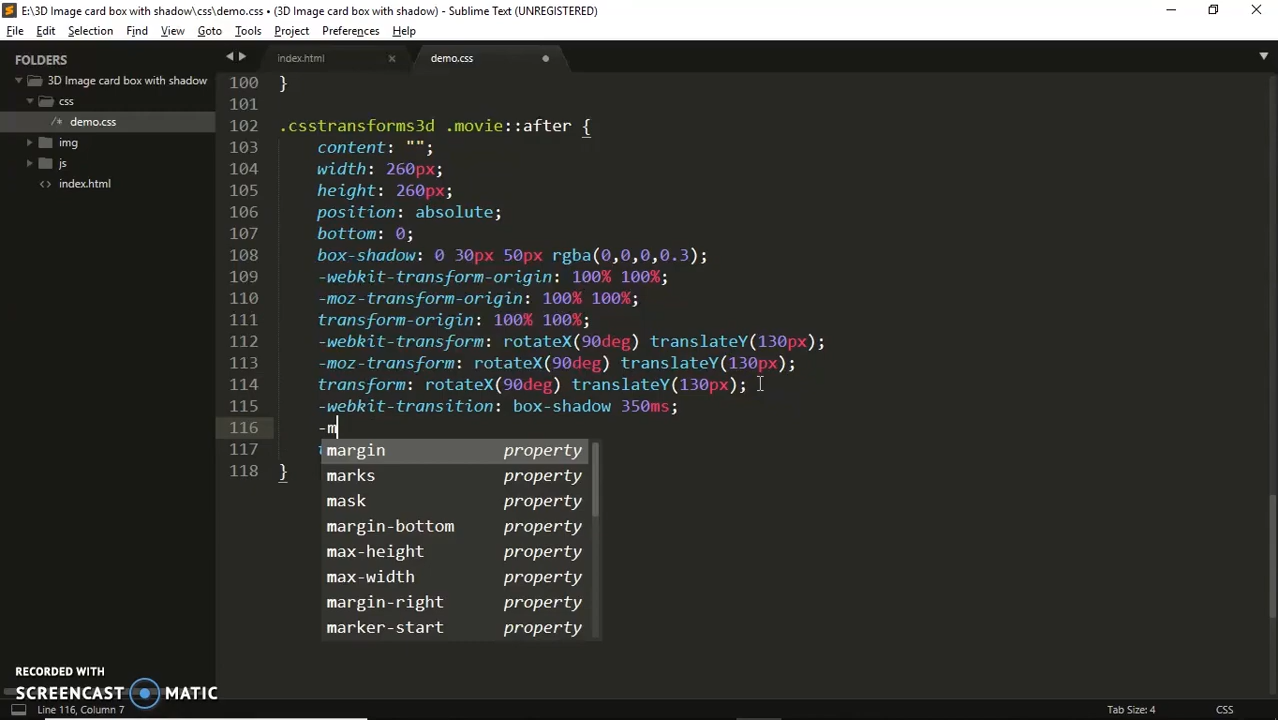 E:\3D Image card box with shadow\css\demo.css • (3D Image card box with shadow) - Sublime Text (UNREGISTERED)
File Edit Selection Find View Goto Tools Project Preferences Help
FOLDERS
3D Image card box with shadow
css
/* demo.css
img
js
<> index.html
index.html demo.css
100 }
101
102 .csstransforms3d .movie::after {
103 content: "";
104 width: 260px;
105 height: 260px;
106 position: absolute;
107 bottom: 0;
108 box-shadow: 0 30px 50px rgba(0,0,0,0.3);
109 -webkit-transform-origin: 100% 100%;
110 -moz-transform-origin: 100% 100%;
111 transform-origin: 100% 100%;
112 -webkit-transform: rotateX(90deg) translateY(130px);
113 -moz-transform: rotateX(90deg) translateY(130px);
114 transform: rotateX(90deg) translateY(130px);
115 -webkit-transition: box-shadow 350ms;
116 -m
117
118 }
margin property
marks property
mask property
margin-bottom property
max-height property
max-width property
margin-right property
marker-start property
RECORDED WITH
SCREENCAST MATIC
Line 116, Column 7
Tab Size: 4
CSS